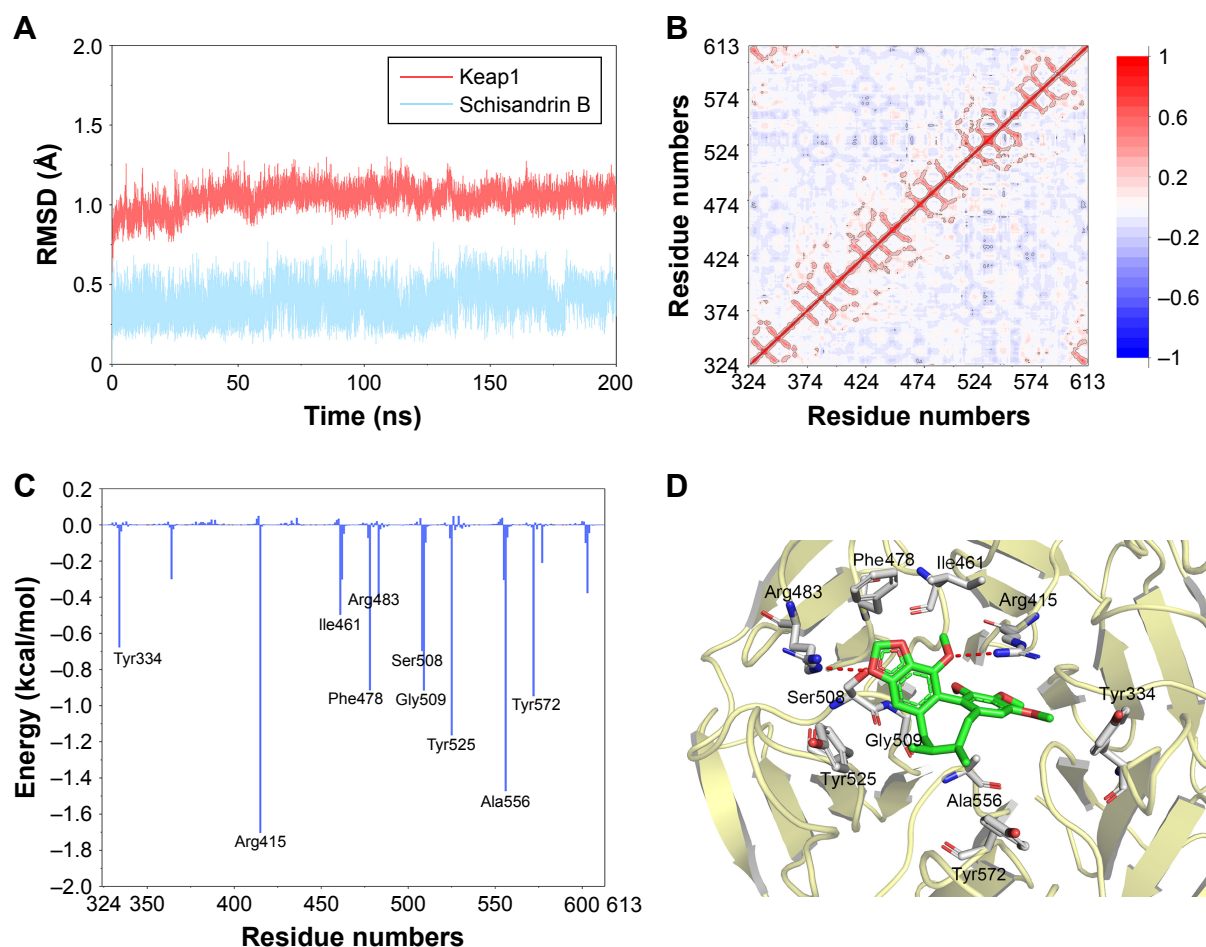 A
2.0
1.5
1.0
0.5
0
RMSD (Å)
Keap1
Schisandrin B
0 50 100 150 200
Time (ns)
B
613
574
524
474
424
374
324
Residue numbers
324 374 424 474 524 574 613
Residue numbers
1
0.6
0.2
–0.2
–0.6
–1
C
0.2
0.0
–0.2
–0.4
–0.6
–0.8
–1.0
–1.2
–1.4
–1.6
–1.8
–2.0
Energy (kcal/mol)
Tyr334
Arg415
Ile461
Arg483
Phe478
Ser508
Gly509
Tyr525
Ala556
Tyr572
324 350 400 450 500 550 600 613
Residue numbers
D
Phe478
Ile461
Arg483
Arg415
Ser508
Tyr334
Gly509
Tyr525
Ala556
Tyr572